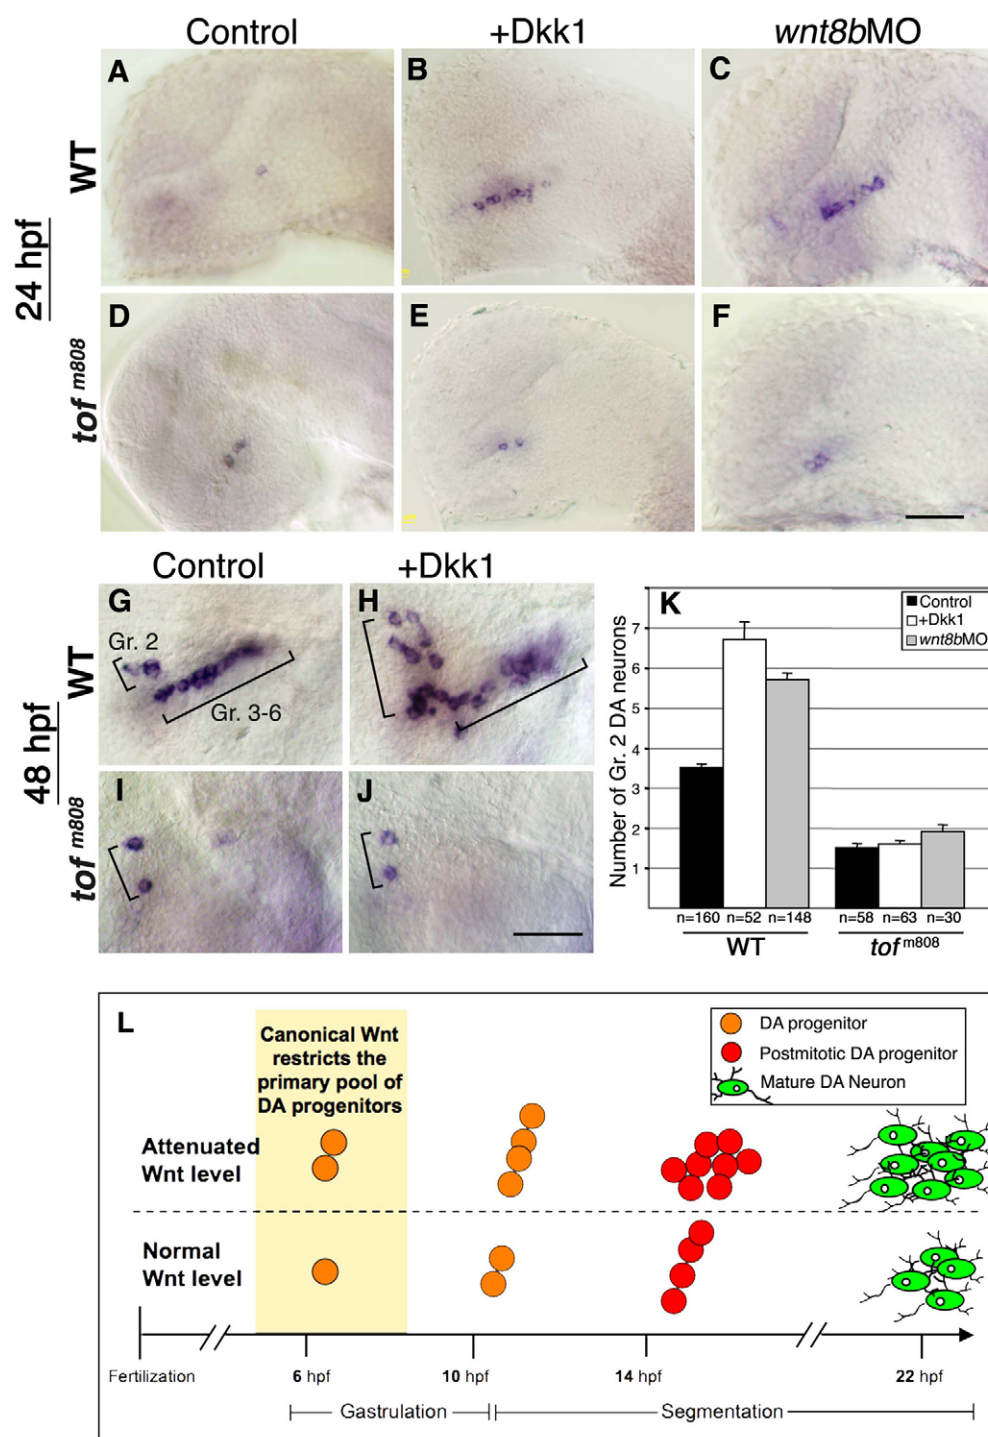 Control +Dkk1 wnt8bMO
A B C
WT
24 hpf
D E F
tof m808
Control +Dkk1
G H
Gr. 2
Gr. 3-6
WT
48 hpf
I J
tof m808
K
Control
+Dkk1
wnt8bMO
Number of Gr. 2 DA neurons
7
6
5
4
3
2
1
n=160 n=52 n=148 n=58 n=63 n=30
WT tof m808
L
Canonical Wnt
restricts the
primary pool of
DA progenitors
DA progenitor
Postmitotic DA progenitor
Mature DA Neuron
Attenuated
Wnt level
Normal
Wnt level
Fertilization 6 hpf 10 hpf 14 hpf 22 hpf
Gastrulation Segmentation